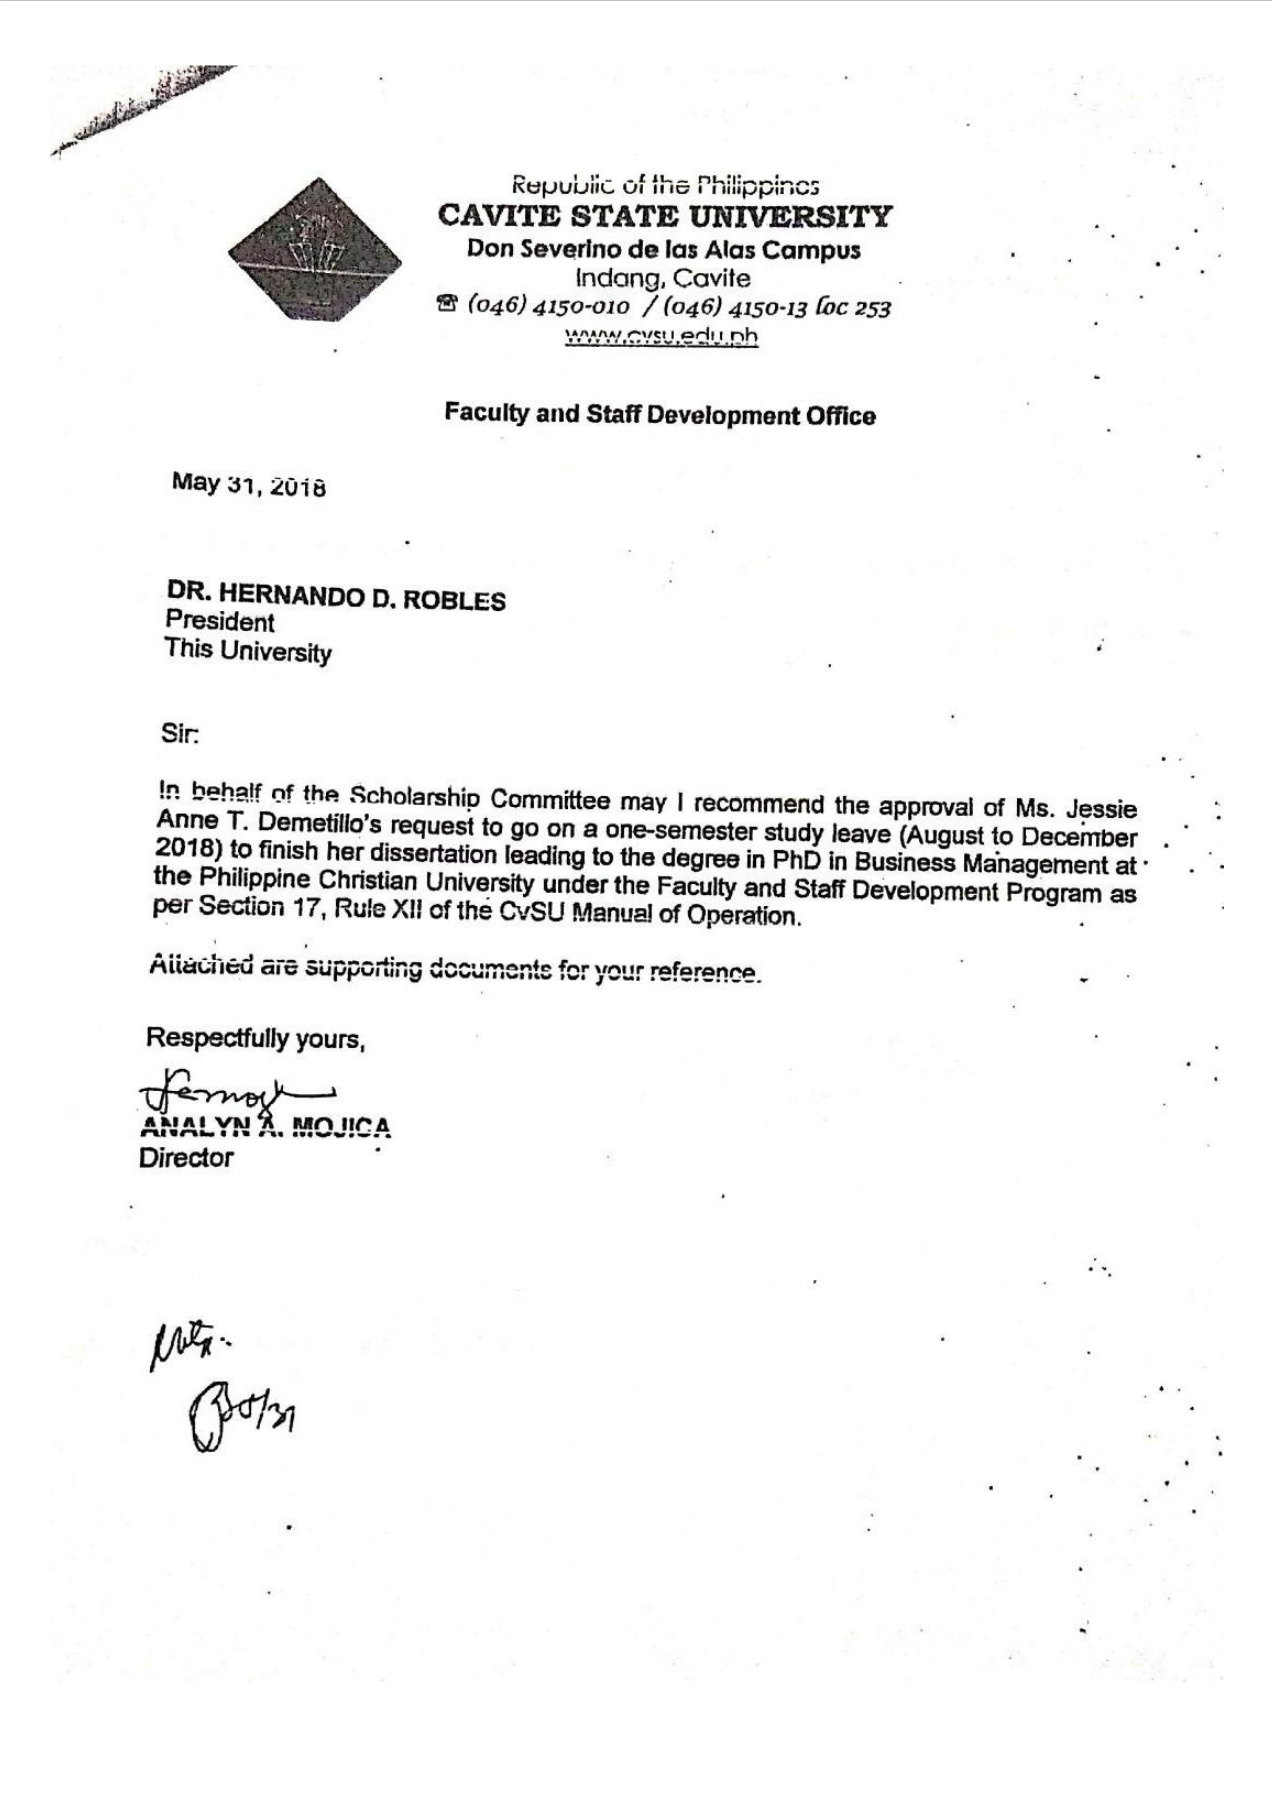 Republic of the Philippines
CAVITE STATE UNIVERSITY
Don Severino de las Alas Campus
Indang, Cavite
☎ (046) 4150-010 / (046) 4150-13 loc 253
www.cvsu.edu.ph
Faculty and Staff Development Office
May 31, 2018
DR. HERNANDO D. ROBLES
President
This University
Sir:
In behalf of the Scholarship Committee may I recommend the approval of Ms. Jessie
Anne T. Demetillo's request to go on a one-semester study leave (August to December
2018) to finish her dissertation leading to the degree in PhD in Business Management at
the Philippine Christian University under the Faculty and Staff Development Program as
per Section 17, Rule XII of the CvSU Manual of Operation.
Attached are supporting documents for your reference.
Respectfully yours,
ANALYN A. MOJICA
Director
5/31